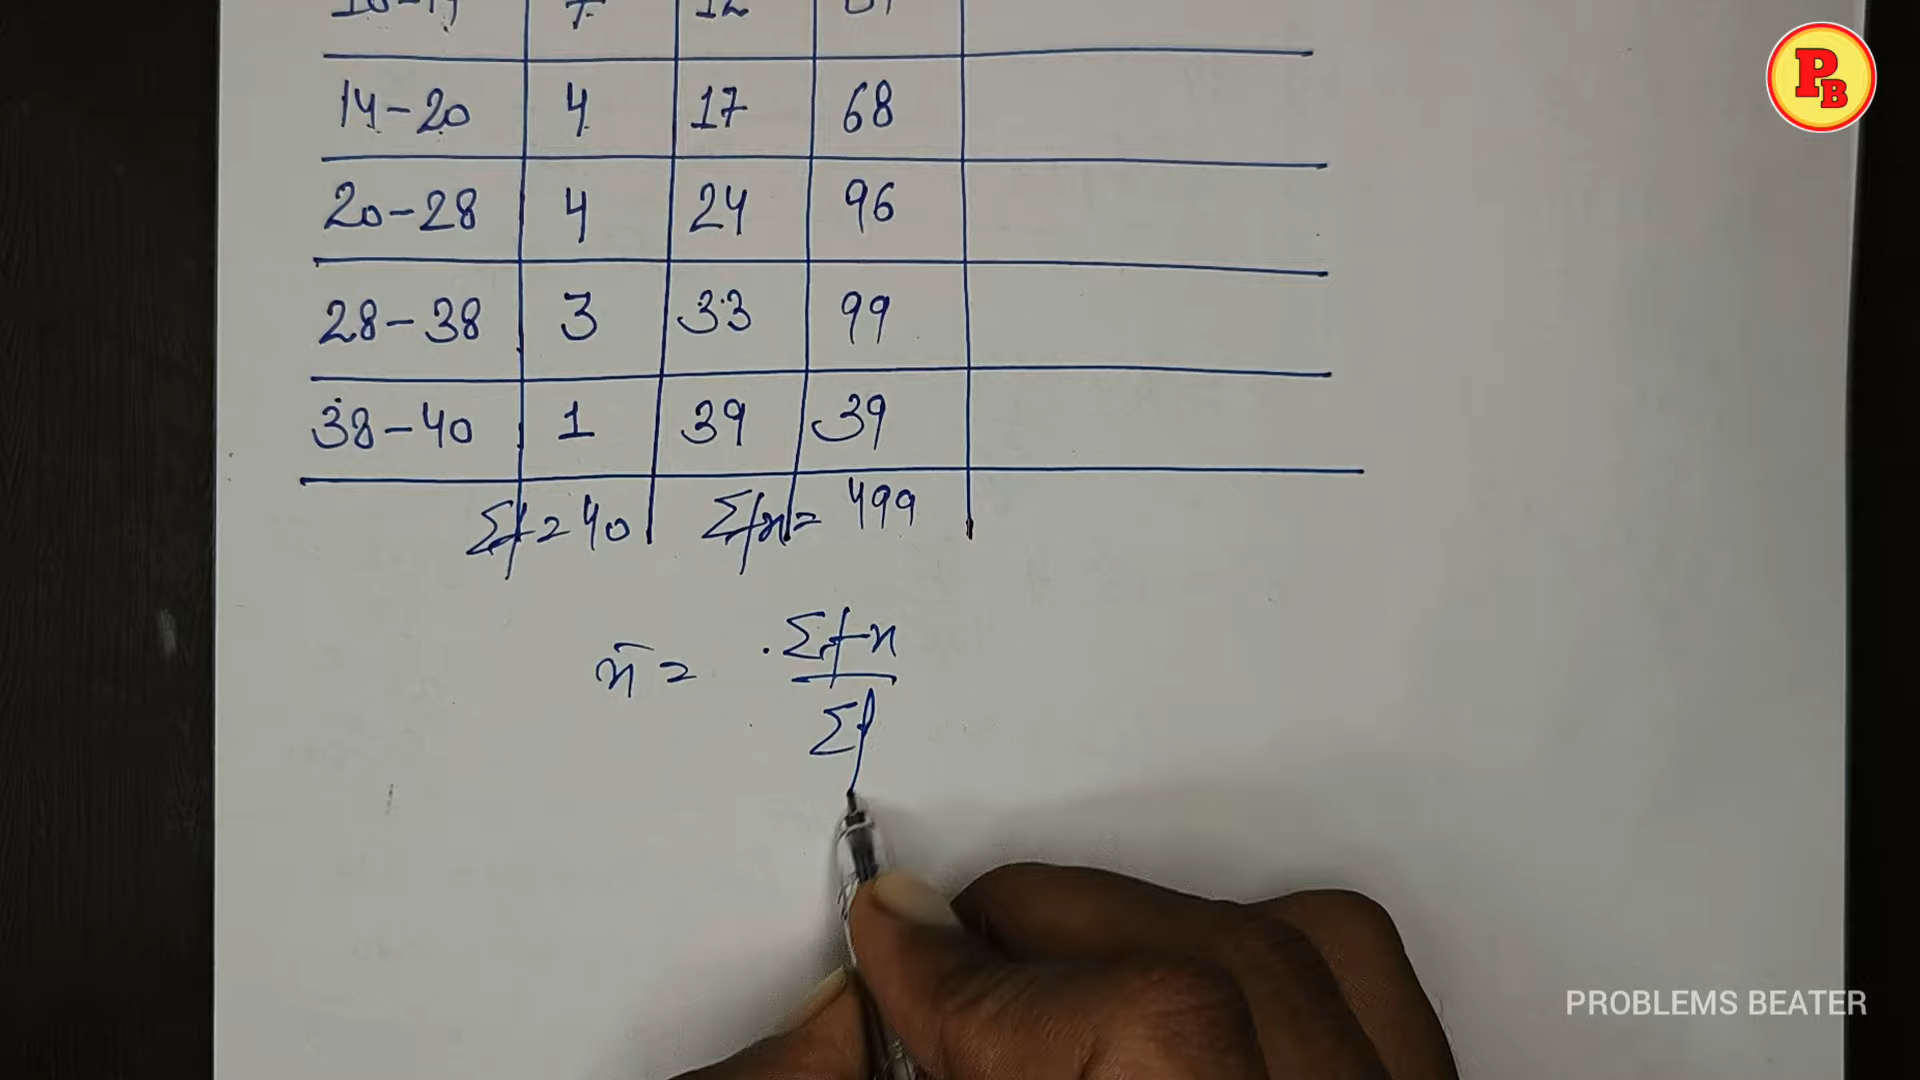 PB
14-20 4 17 68
20-28 4 24 96
28-38 3 33 99
38-40 1 39 39
Σf = 40 Σfx = 499
x̄ = Σfx
Σf
PROBLEMS BEATER